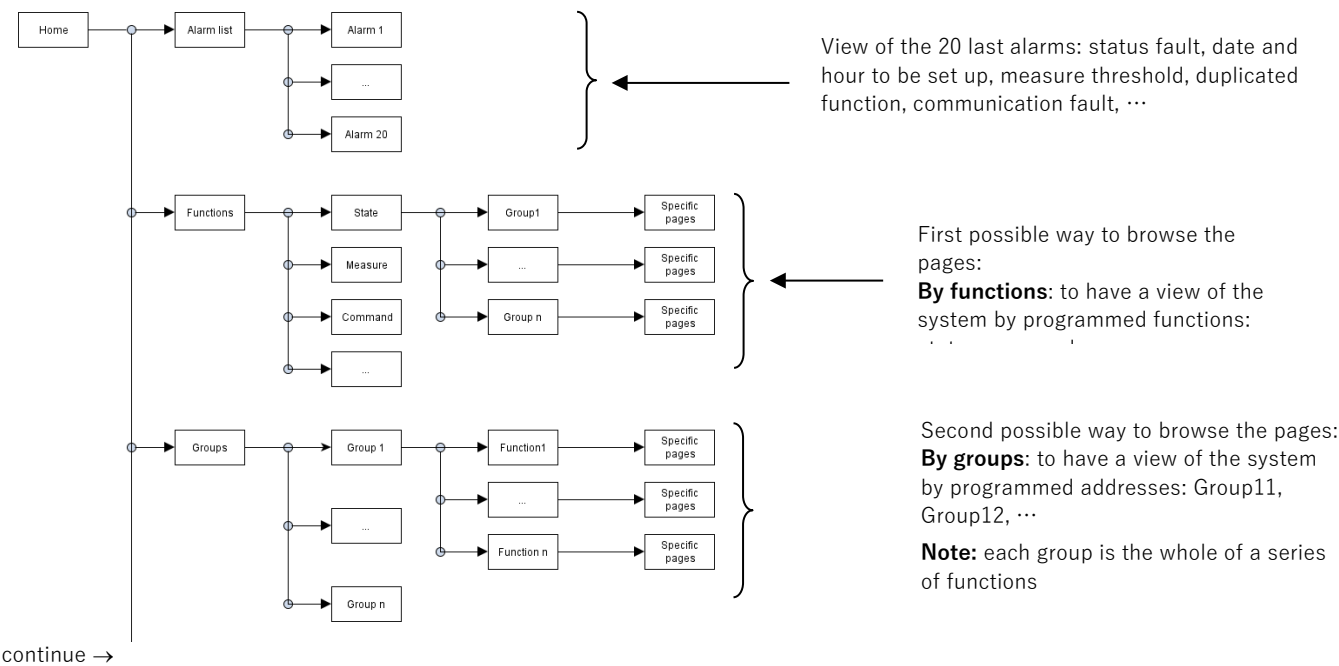 Home
Alarm list
Alarm 1
...
Alarm 20
View of the 20 last alarms: status fault, date and
hour to be set up, measure threshold, duplicated
function, communication fault, ⋯
Functions
State
Group1
Specific
pages
Measure
...
Specific
pages
Command
Group n
Specific
pages
...
First possible way to browse the
pages:
By functions: to have a view of the
system by programmed functions:
Groups
Group 1
Function1
Specific
pages
...
...
Specific
pages
Function n
Specific
pages
Group n
Second possible way to browse the pages:
By groups: to have a view of the system
by programmed addresses: Group11,
Group12, ⋯
Note: each group is the whole of a series
of functions
continue →